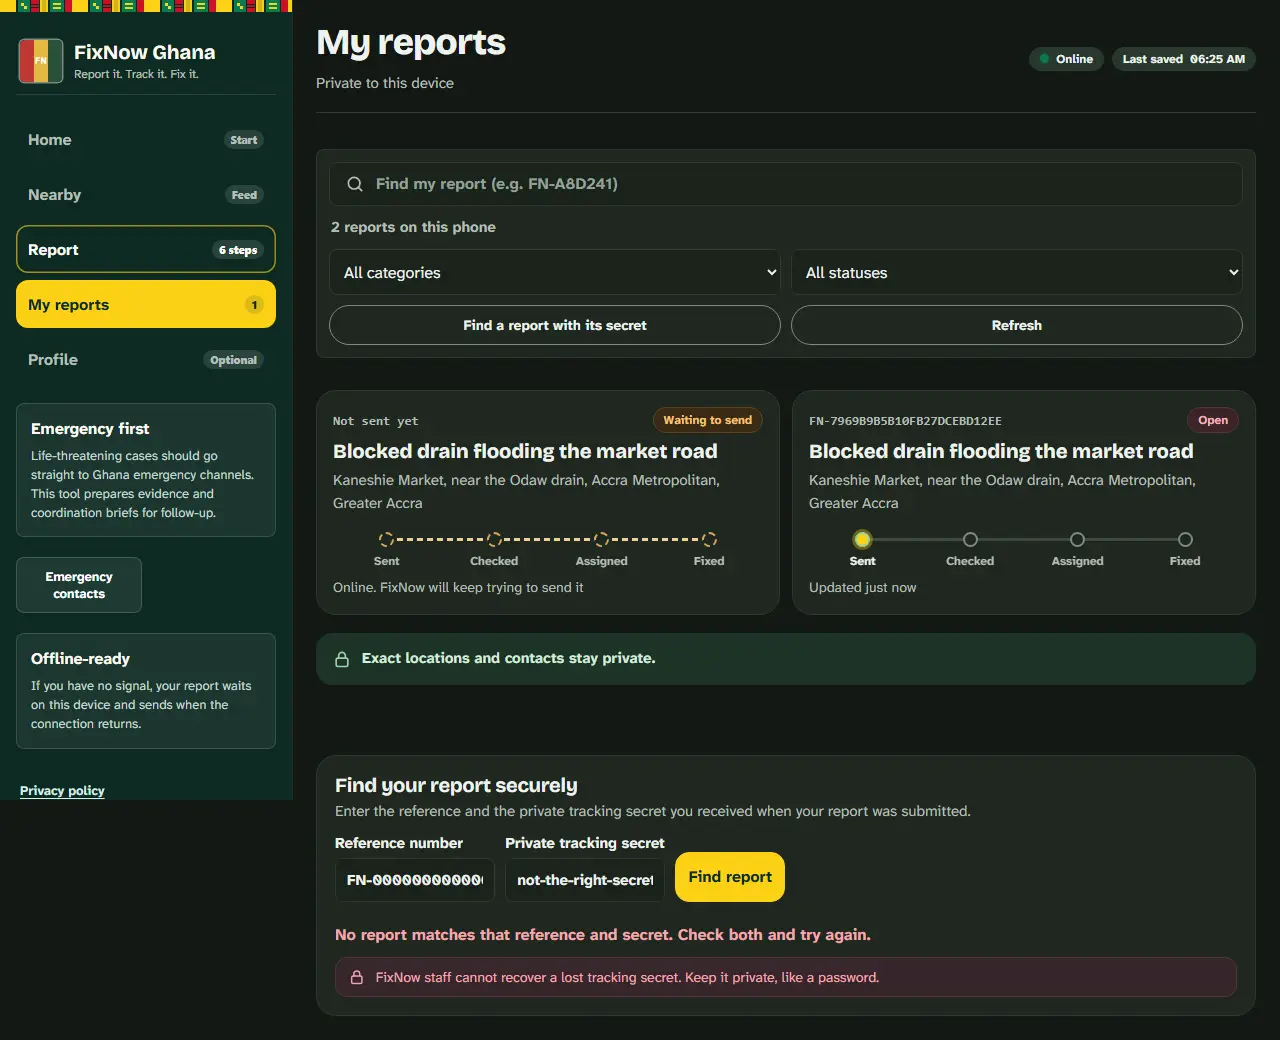 FN
FixNow Ghana
Report it. Track it. Fix it.
Home
Start
Nearby
Feed
Report
6 steps
My reports
1
Profile
Optional
Emergency first
Life-threatening cases should go
straight to Ghana emergency channels.
This tool prepares evidence and
coordination briefs for follow-up.
Emergency
contacts
Offline-ready
If you have no signal, your report waits
on this device and sends when the
connection returns.
Privacy policy
My reports
Private to this device
Online
Last saved 06:25 AM
Find my report (e.g. FN-A8D241)
2 reports on this phone
All categories
All statuses
Find a report with its secret
Refresh
Not sent yet
Waiting to send
Blocked drain flooding the market road
Kaneshie Market, near the Odaw drain, Accra Metropolitan,
Greater Accra
Sent
Checked
Assigned
Fixed
Online. FixNow will keep trying to send it
FN-7969B9B5B10FB27DCEBD12EE
Open
Blocked drain flooding the market road
Kaneshie Market, near the Odaw drain, Accra Metropolitan,
Greater Accra
Sent
Checked
Assigned
Fixed
Updated just now
Exact locations and contacts stay private.
Find your report securely
Enter the reference and the private tracking secret you received when your report was submitted.
Reference number
Private tracking secret
FN-000000000000
not-the-right-secret
Find report
No report matches that reference and secret. Check both and try again.
FixNow staff cannot recover a lost tracking secret. Keep it private, like a password.